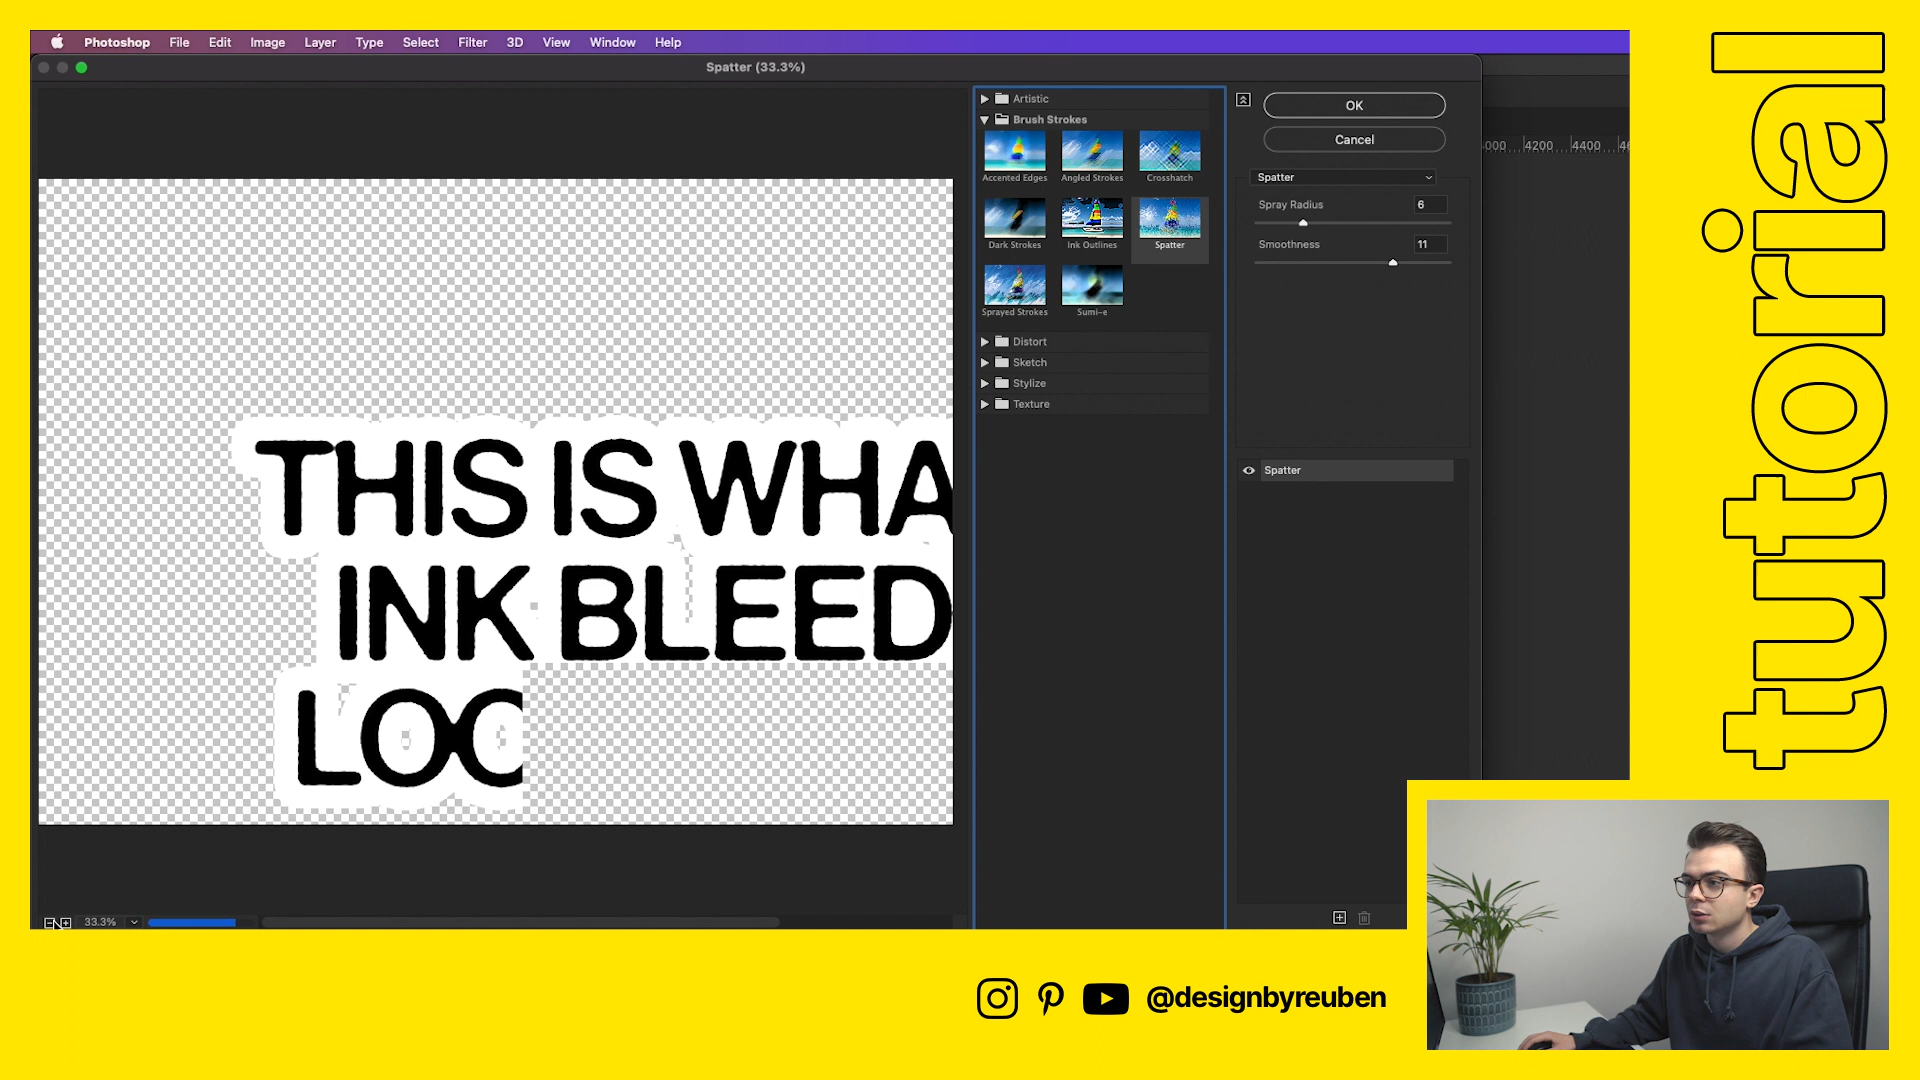 Photoshop File Edit Image Layer Type Select Filter 3D View Window Help
Spatter (33.3%)
Artistic
Brush Strokes
Accented Edges Angled Strokes Crosshatch
Dark Strokes Ink Outlines Spatter
Sprayed Strokes Sumi-e
Distort
Sketch
Stylize
Texture
OK
Cancel
Spatter
Spray Radius 6
Smoothness 11
Spatter
4200 4400
THIS IS WHA
INK BLEED
LOO
33.3%
tutorial
@designbyreuben